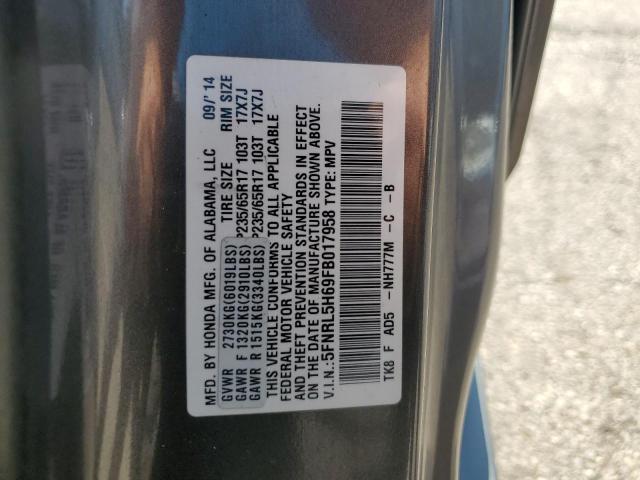 MFD. BY HONDA MFG. OF ALABAMA, LLC 09/'14
TIRE SIZE RIM SIZE
GVWR 2730KG(6019LBS)
GAWR F 1320KG(2910LBS) P235/65R17 103T 17X7J
GAWR R 1515KG(3340LBS) P235/65R17 103T 17X7J
THIS VEHICLE CONFORMS TO ALL APPLICABLE
FEDERAL MOTOR VEHICLE SAFETY
AND THEFT PREVENTION STANDARDS IN EFFECT
ON THE DATE OF MANUFACTURE SHOWN ABOVE.
V.I.N.:5FNRL5H69FB017958 TYPE: MPV
TK8 F AD5 -NH777M -C -B